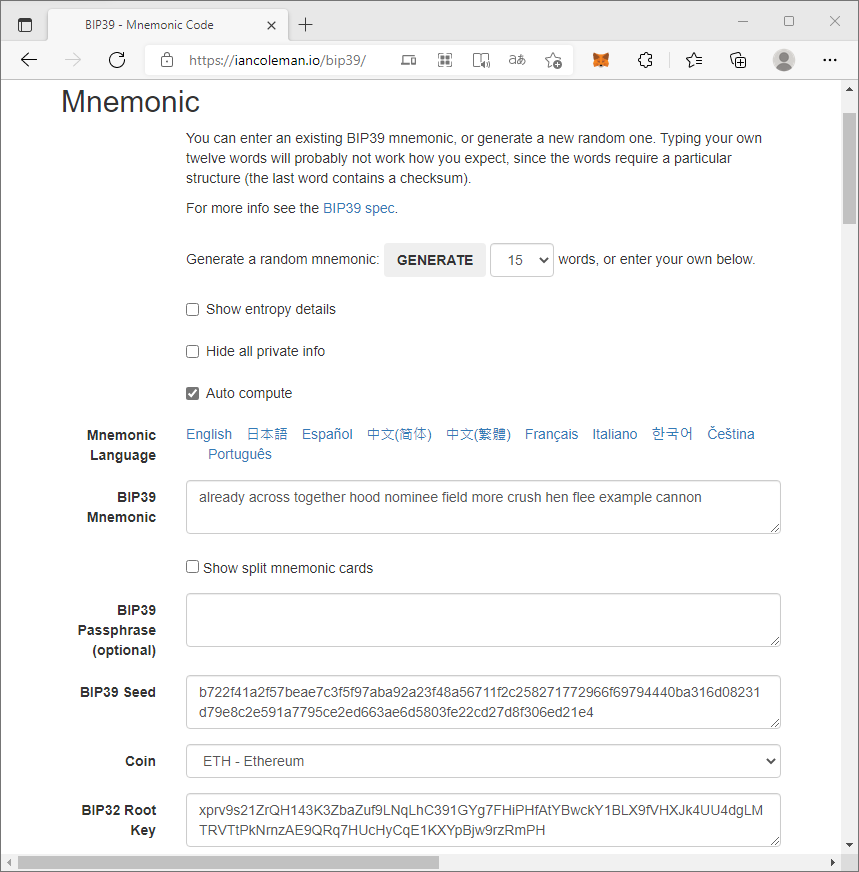 BIP39 - Mnemonic Code
https://iancoleman.io/bip39/
Mnemonic
You can enter an existing BIP39 mnemonic, or generate a new random one. Typing your own
twelve words will probably not work how you expect, since the words require a particular
structure (the last word contains a checksum).
For more info see the BIP39 spec.
Generate a random mnemonic: GENERATE 15 words, or enter your own below.
Show entropy details
Hide all private info
Auto compute
Mnemonic Language
English 日本語 Español 中文(简体) 中文(繁體) Français Italiano 한국어 Čeština
Português
BIP39
Mnemonic
already across together hood nominee field more crush hen flee example cannon
Show split mnemonic cards
BIP39
Passphrase
(optional)
BIP39 Seed
b722f41a2f57beae7c3f5f97aba92a23f48a56711f2c258271772966f69794440ba316d08231
d79e8c2e591a7795ce2ed663ae6d5803fe22cd27d8f306ed21e4
Coin
ETH - Ethereum
BIP32 Root
Key
xprv9s21ZrQH143K3ZbaZuf9LNqLhC391GYg7FHiPHfAtYBwckY1BLX9fVHXJk4UU4dgLM
TRVTtPkNrnzAE9QRq7HUcHyCqE1KXYpBjw9rzRmPH